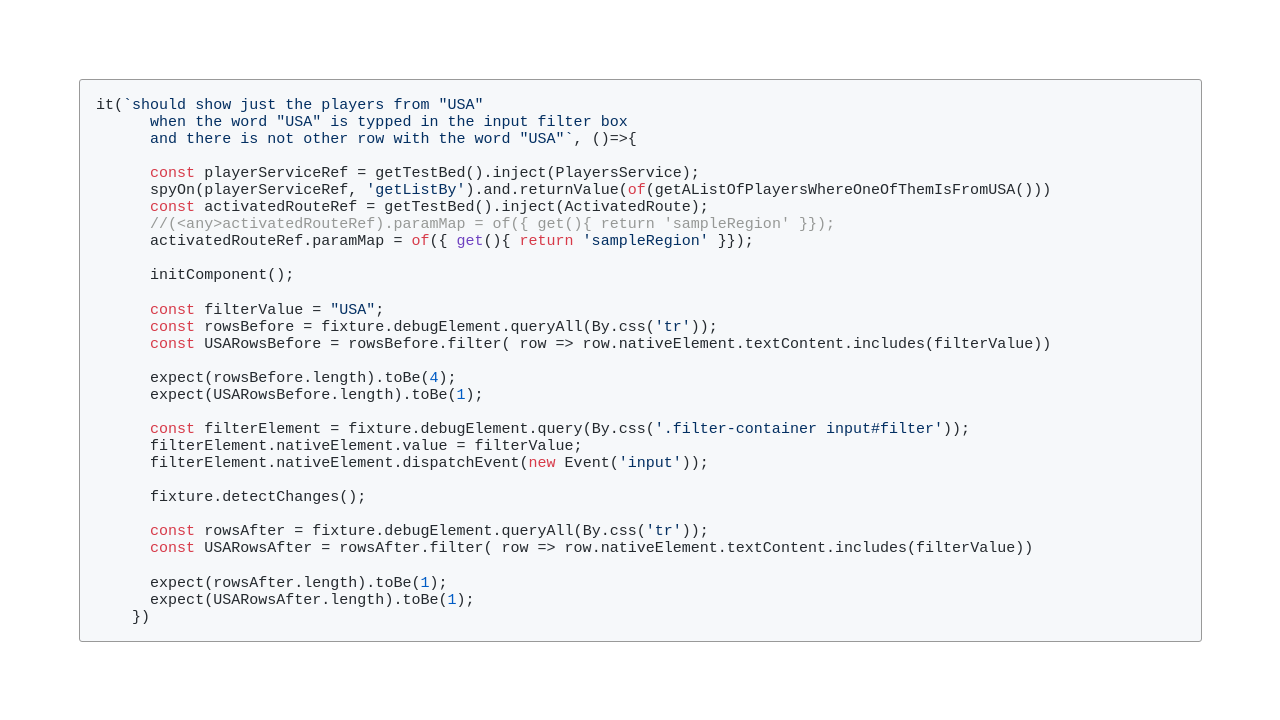 it(`should show just the players from "USA"
when the word "USA" is typped in the input filter box
and there is not other row with the word "USA"`, ()=>{
const playerServiceRef = getTestBed().inject(PlayersService);
spyOn(playerServiceRef, 'getListBy').and.returnValue(of(getAListOfPlayersWhereOneOfThemIsFromUSA()))
const activatedRouteRef = getTestBed().inject(ActivatedRoute);
//(<any>activatedRouteRef).paramMap = of({ get(){ return 'sampleRegion' }});
activatedRouteRef.paramMap = of({ get(){ return 'sampleRegion' }});
initComponent();
const filterValue = "USA";
const rowsBefore = fixture.debugElement.queryAll(By.css('tr'));
const USARowsBefore = rowsBefore.filter( row => row.nativeElement.textContent.includes(filterValue))
expect(rowsBefore.length).toBe(4);
expect(USARowsBefore.length).toBe(1);
const filterElement = fixture.debugElement.query(By.css('.filter-container input#filter'));
filterElement.nativeElement.value = filterValue;
filterElement.nativeElement.dispatchEvent(new Event('input'));
fixture.detectChanges();
const rowsAfter = fixture.debugElement.queryAll(By.css('tr'));
const USARowsAfter = rowsAfter.filter( row => row.nativeElement.textContent.includes(filterValue))
expect(rowsAfter.length).toBe(1);
expect(USARowsAfter.length).toBe(1);
})